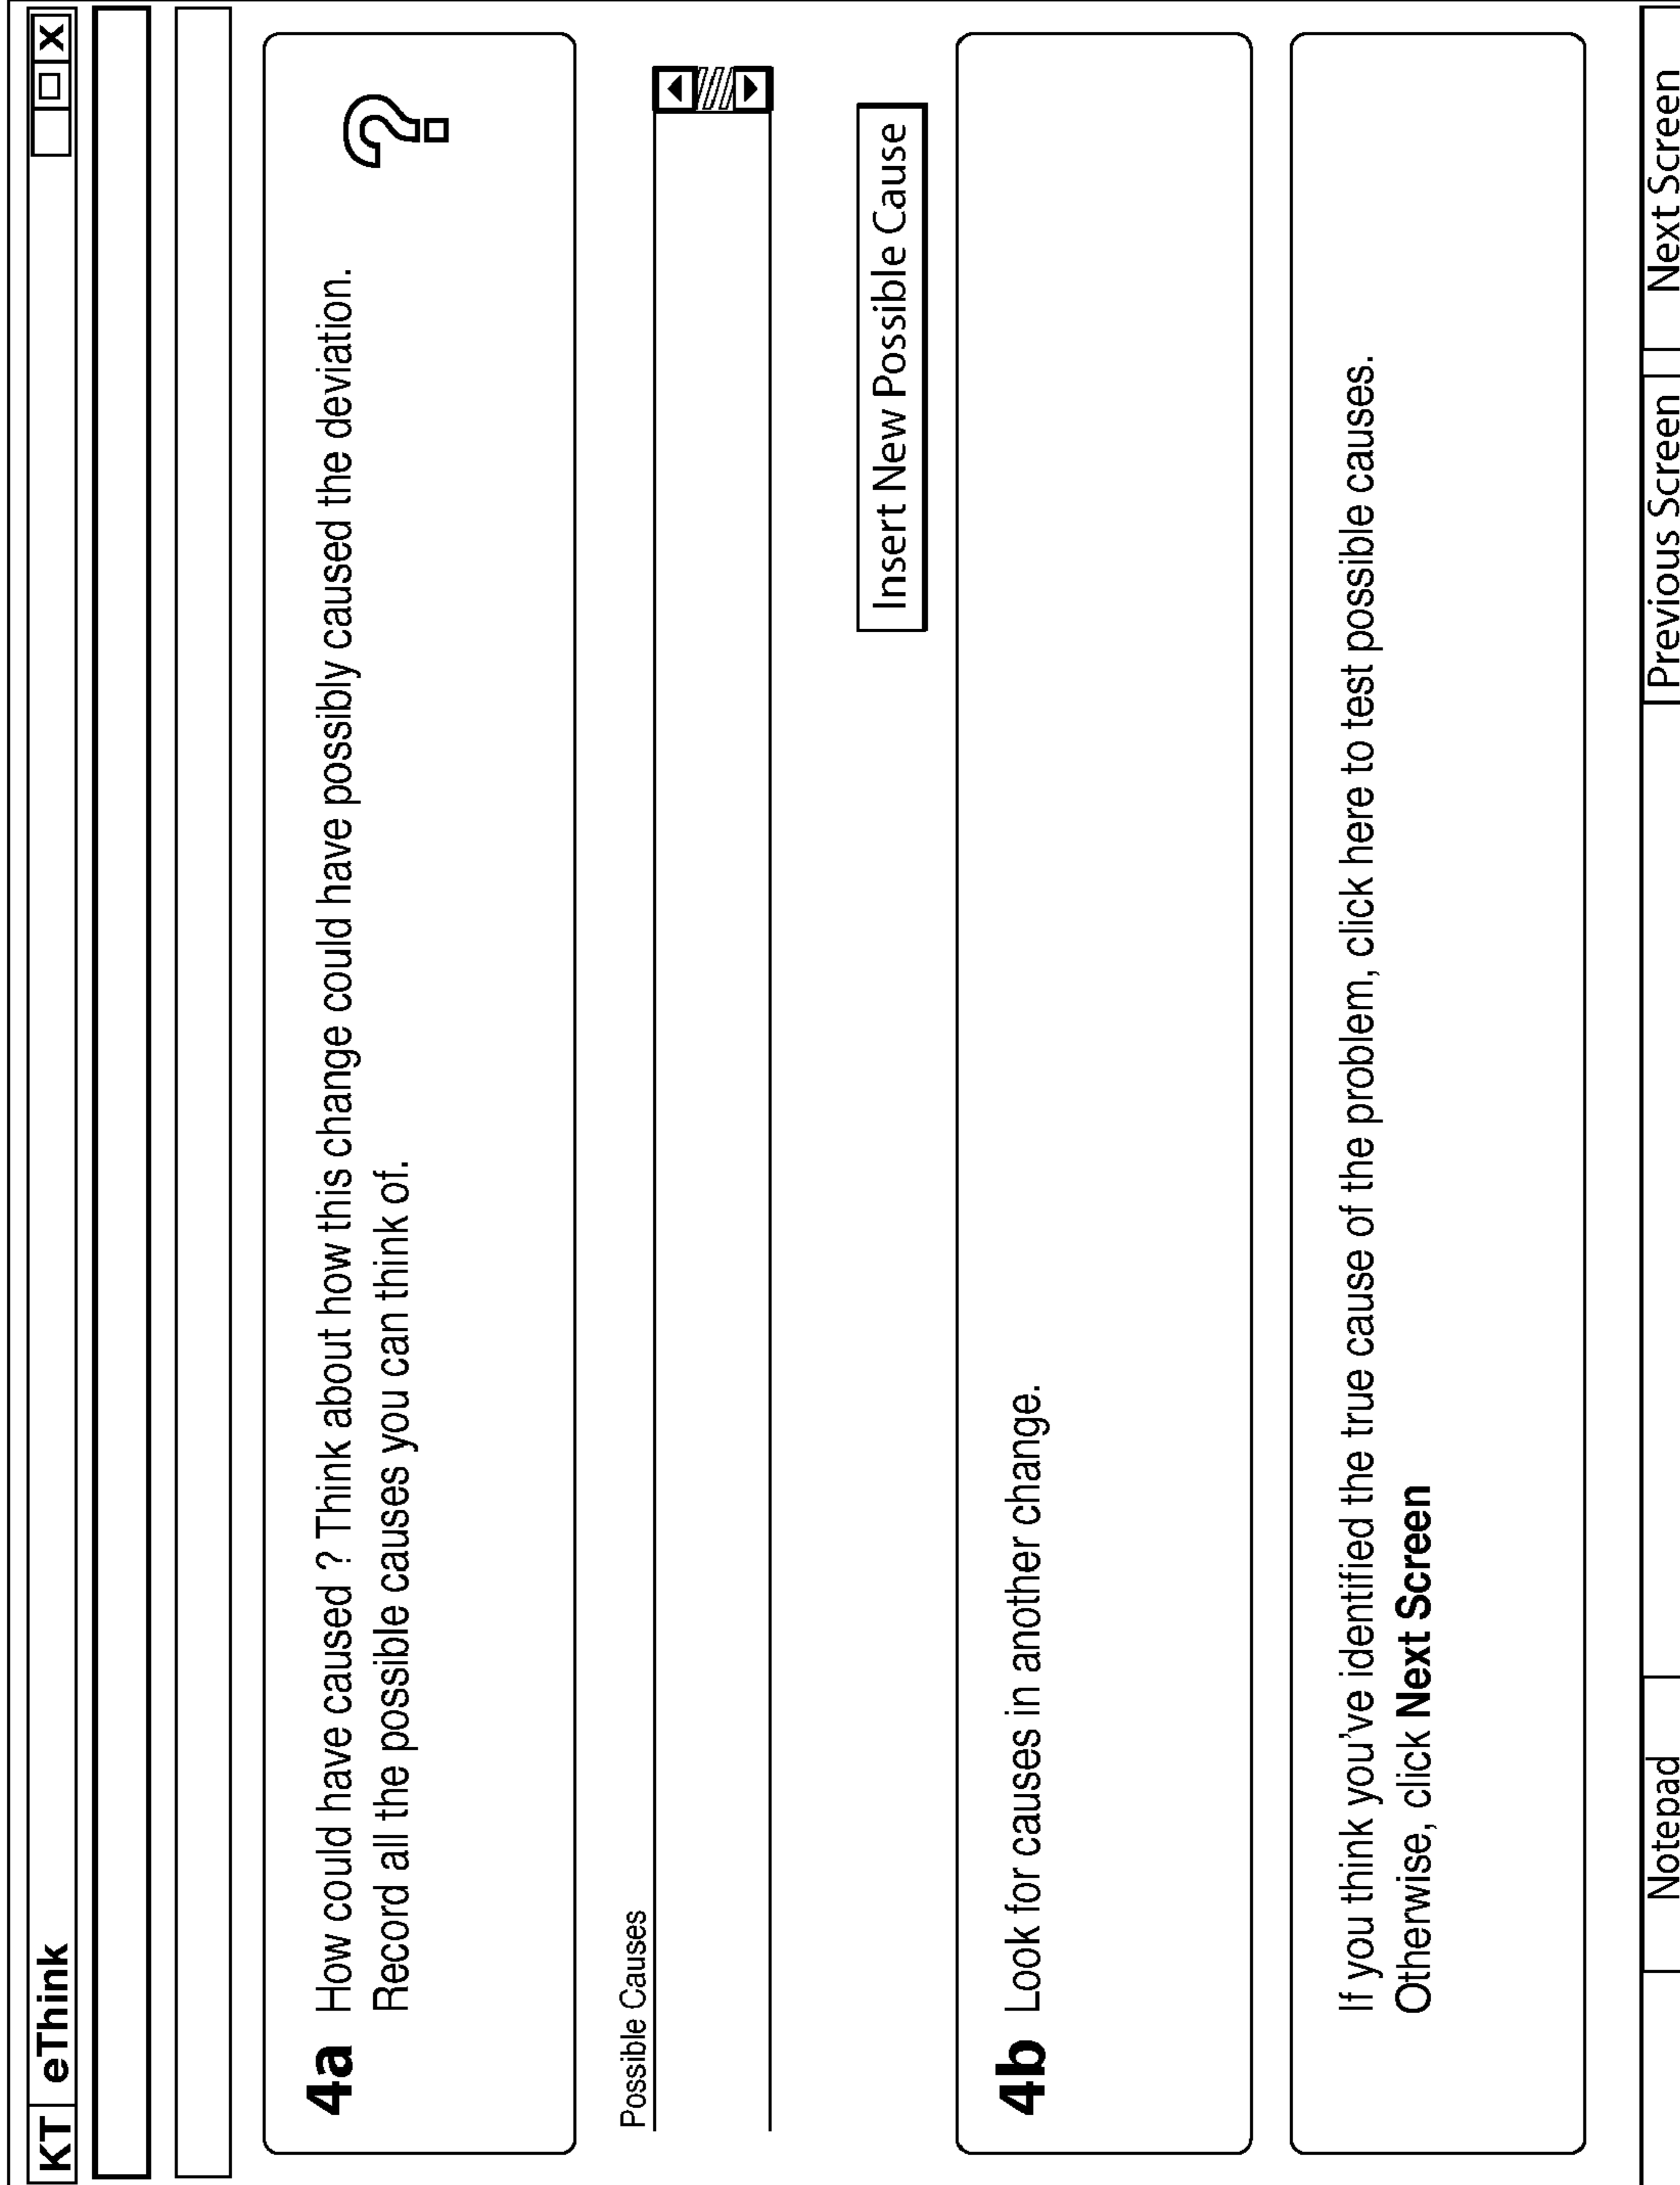 KT eThink X
4a How could have caused ? Think about how this change could have possibly caused the deviation.
Record all the possible causes you can think of.
?
Possible Causes
Insert New Possible Cause
4b Look for causes in another change.
If you think you've identified the true cause of the problem, click here to test possible causes.
Otherwise, click Next Screen
Notepad Previous Screen Next Screen